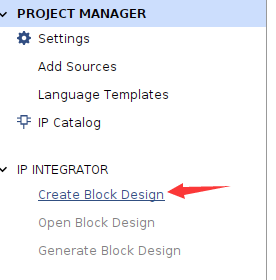 PROJECT MANAGER
Settings
Add Sources
Language Templates
IP Catalog
IP INTEGRATOR
Create Block Design
Open Block Design
Generate Block Design